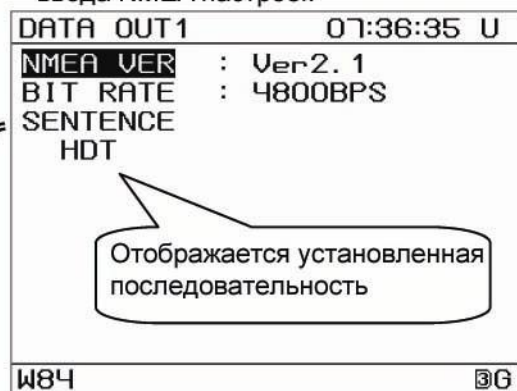 DATA OUT1 07:36:35 U
NMEA VER : Ver2.1
BIT RATE : 4800BPS
SENTENCE
HDT
Отображается установленная
последовательность
W84 3G